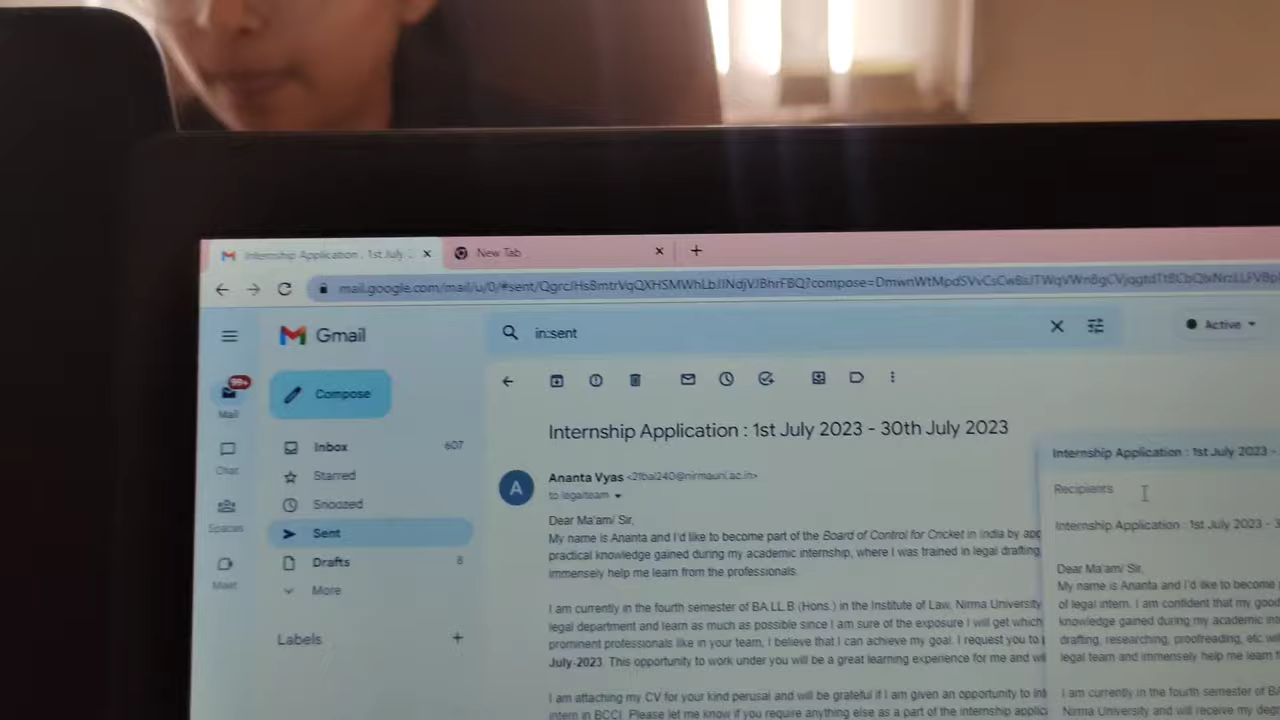 Internship Application : 1st July
New Tab
Gmail
in:sent
Active
99+
Mail
Compose
Internship Application : 1st July 2023 - 30th July 2023
Inbox 607
Chat
Starred
Ananta Vyas <21bal240@nirmauni.ac.in>
to legalteam
Snoozed
Spaces
Sent
Drafts 8
Meet
More
Labels
Dear Ma'am/ Sir,
My name is Ananta and I'd like to become part of the Board of Control for Cricket in India by
practical knowledge gained during my academic internship, where I was trained in legal drafting
immensely help me learn from the professionals.
I am currently in the fourth semester of BA.LL.B (Hons.) in the Institute of Law, Nirma University
legal department and learn as much as possible since I am sure of the exposure I will get which
prominent professionals like in your team, I believe that I can achieve my goal. I request you to
July-2023. This opportunity to work under you will be a great learning experience for me and
I am attaching my CV for your kind perusal and will be grateful if I am given an opportunity to
intern in BCCI. Please let me know if you require anything else as a part of the internship
Internship Application : 1st July 2023 -
Recipients
Internship Application : 1st July 2023 -
Dear Ma'am/ Sir,
My name is Ananta and I'd like to become
of legal intern. I am confident that my good
knowledge gained during my academic
drafting, researching, proofreading, etc
legal team and immensely help me learn
I am currently in the fourth semester of
Nirma University and will receive my